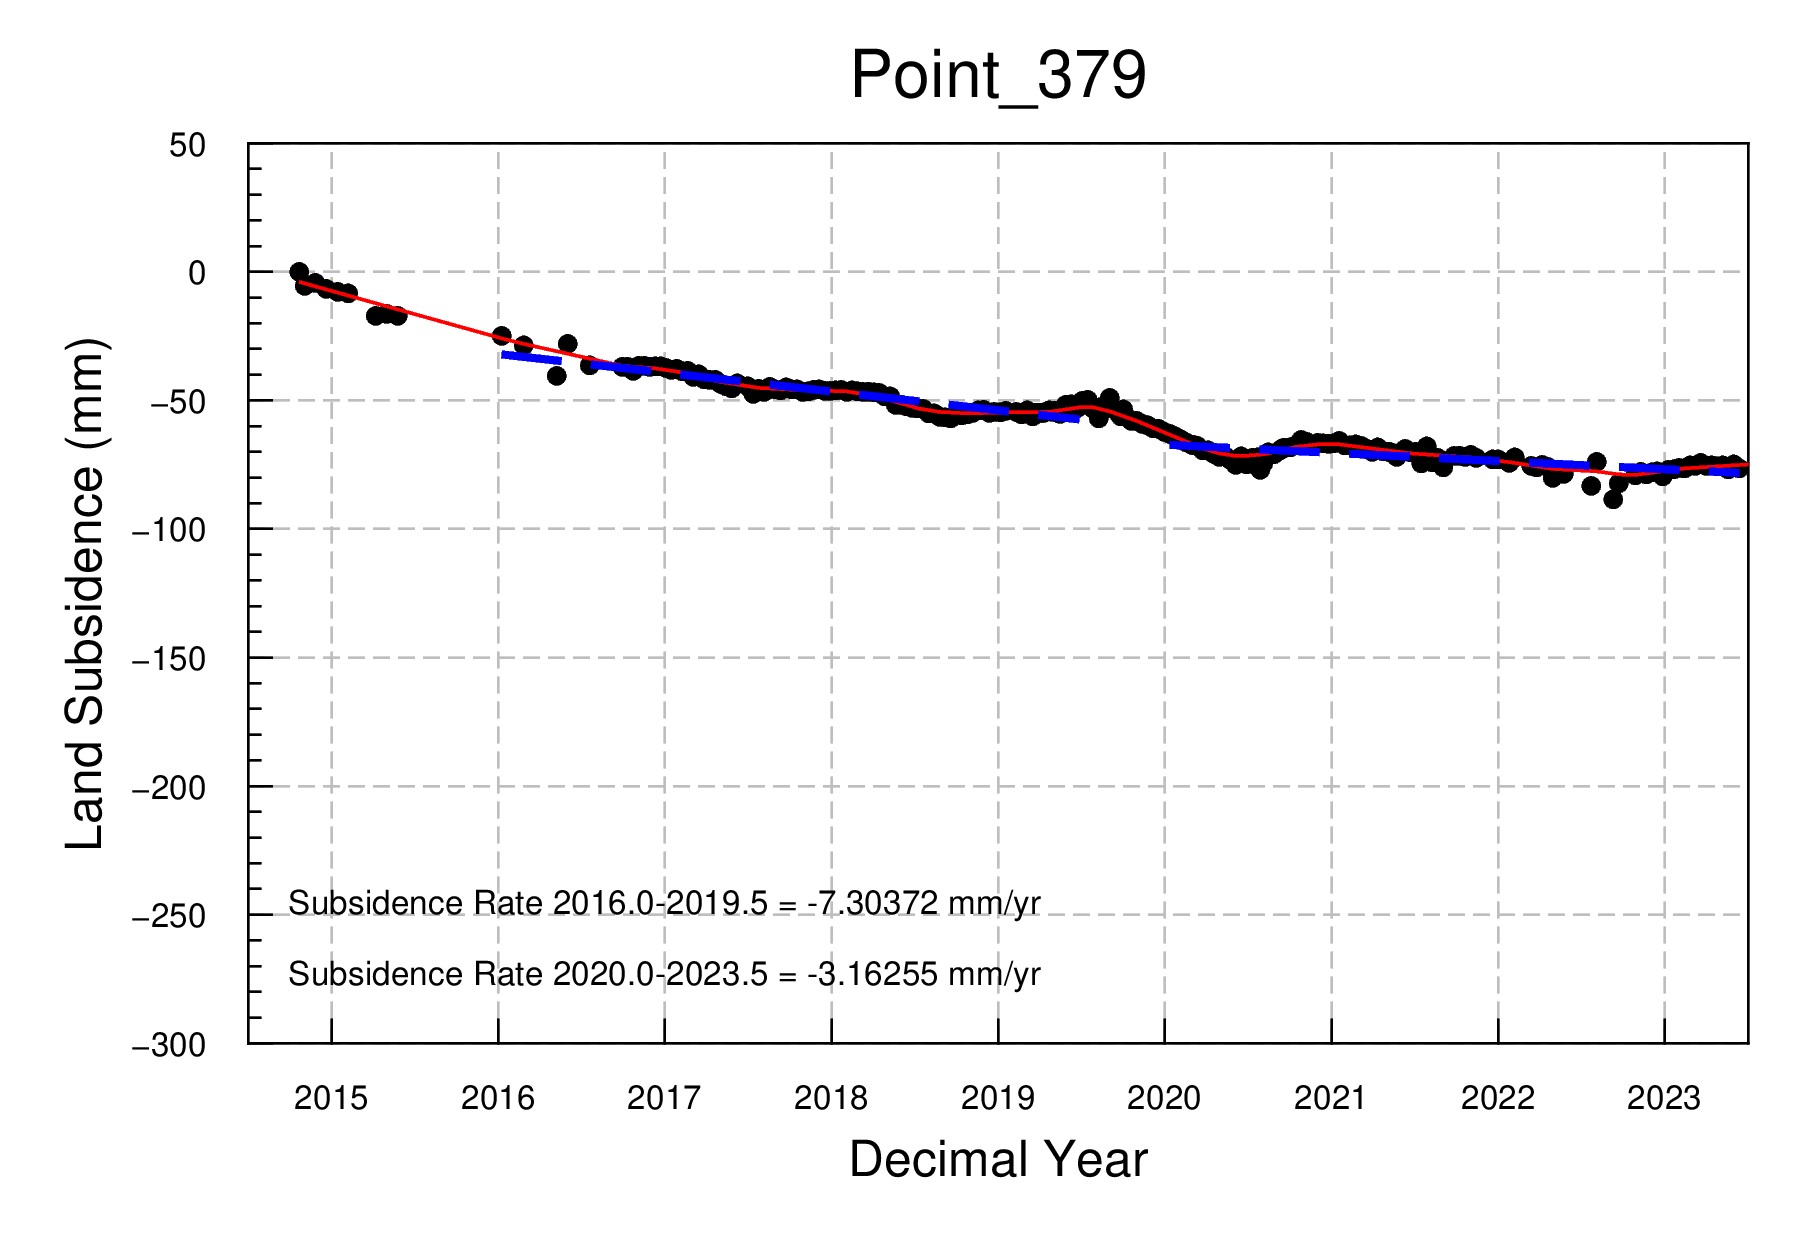 Point_379
50
0
−50
−100
−150
−200
−250
−300
Land Subsidence (mm)
Subsidence Rate 2016.0-2019.5 = -7.30372 mm/yr
Subsidence Rate 2020.0-2023.5 = -3.16255 mm/yr
2015 2016 2017 2018 2019 2020 2021 2022 2023
Decimal Year